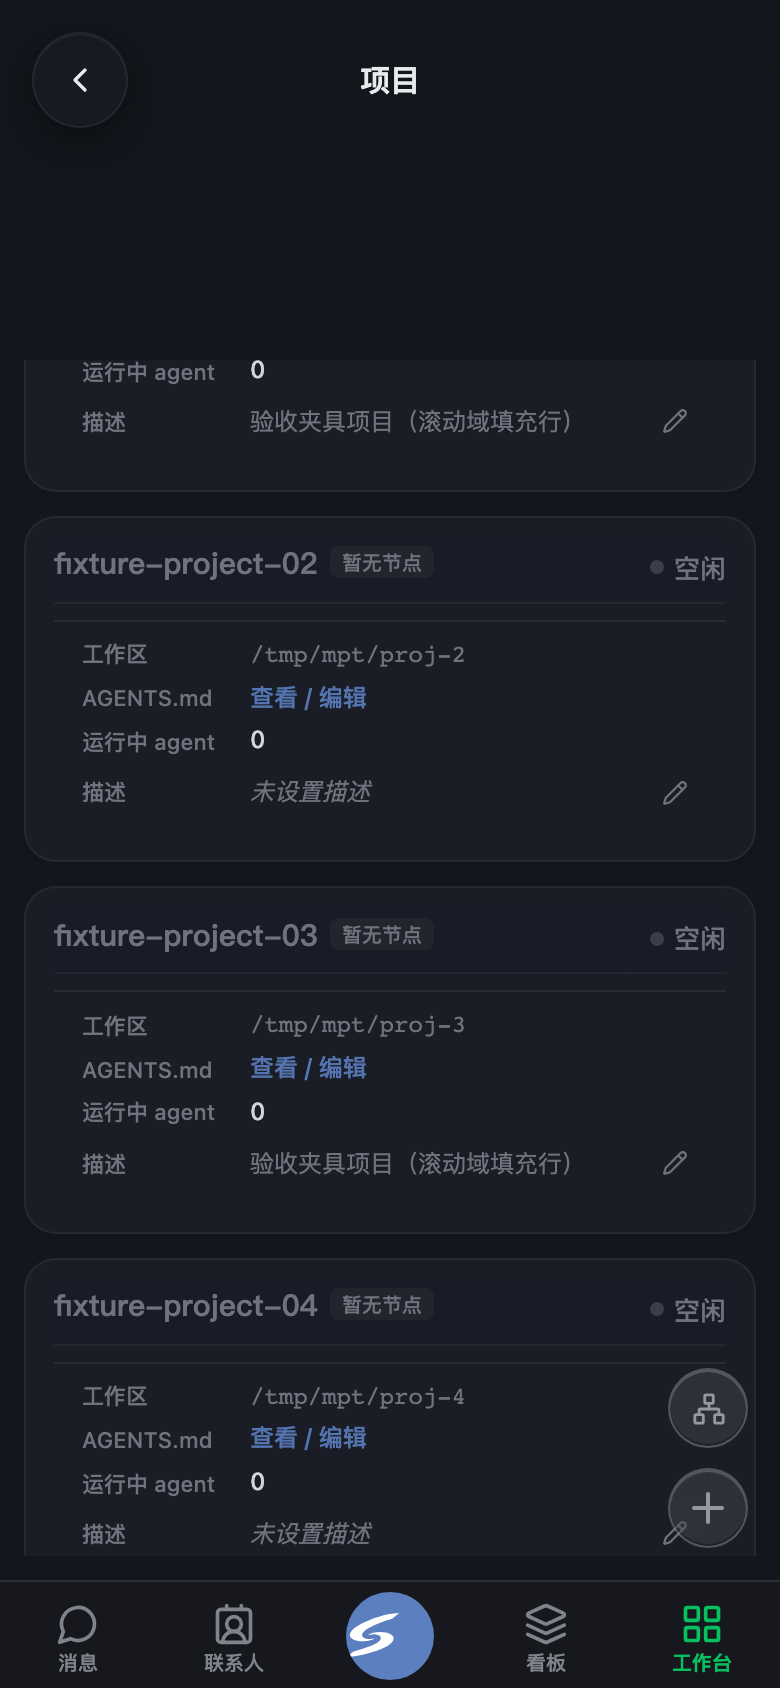 项目
运行中 agent 0
描述 验收夹具项目（滚动域填充行）
fixture-project-02 暂无节点 空闲
工作区 /tmp/mpt/proj-2
AGENTS.md 查看 / 编辑
运行中 agent 0
描述 未设置描述
fixture-project-03 暂无节点 空闲
工作区 /tmp/mpt/proj-3
AGENTS.md 查看 / 编辑
运行中 agent 0
描述 验收夹具项目（滚动域填充行）
fixture-project-04 暂无节点 空闲
工作区 /tmp/mpt/proj-4
AGENTS.md 查看 / 编辑
运行中 agent 0
描述 未设置描述
消息 联系人 看板 工作台